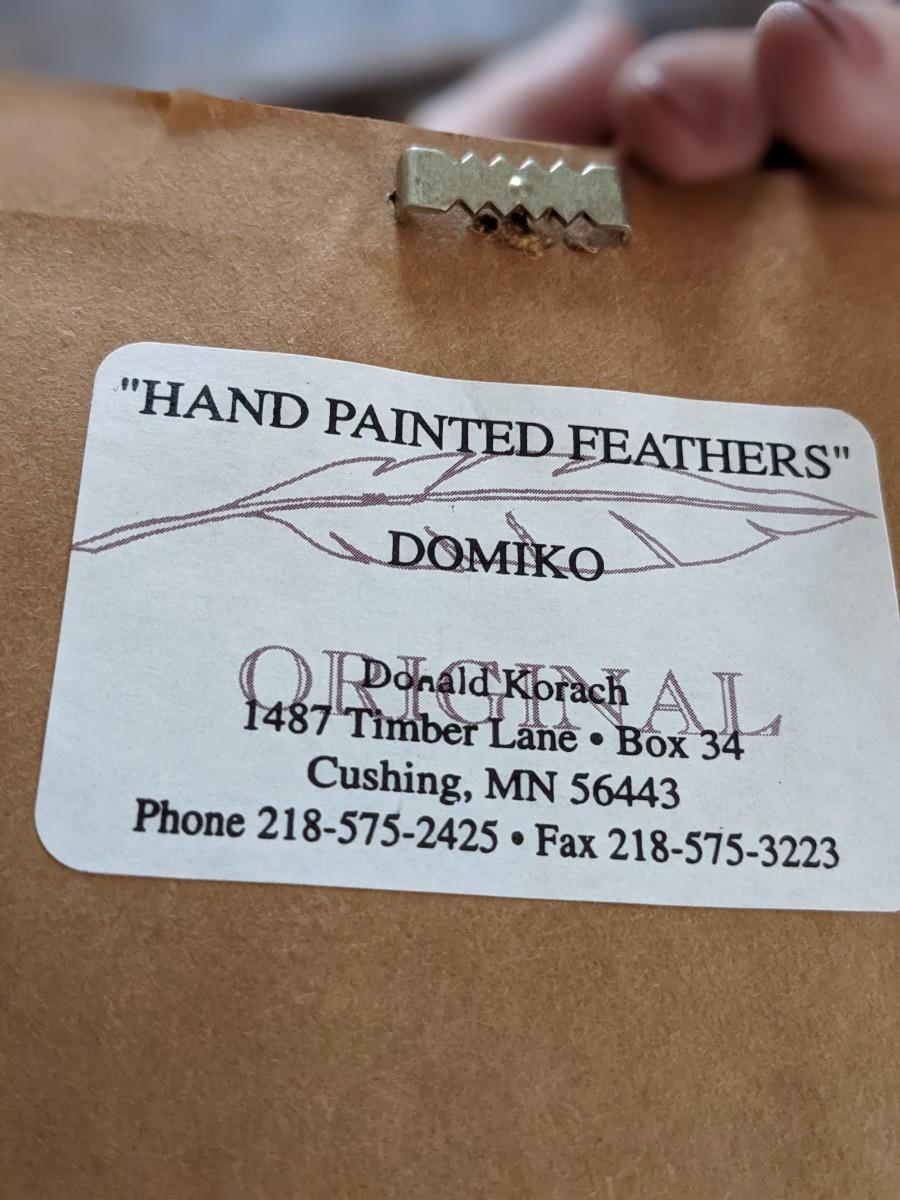 "HAND PAINTED FEATHERS"
DOMIKO
ORIGINAL
Donald Korach
1487 Timber Lane • Box 34
Cushing, MN 56443
Phone 218-575-2425 • Fax 218-575-3223